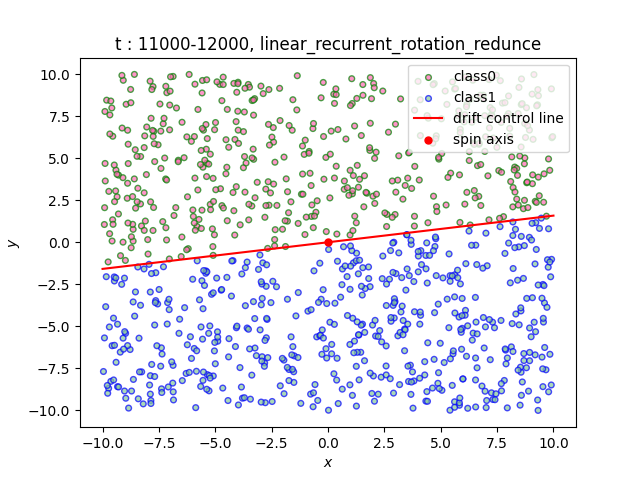 t : 11000-12000, linear_recurrent_rotation_redunce
class0
class1
drift control line
spin axis
10.0
7.5
5.0
2.5
0.0
−2.5
−5.0
−7.5
−10.0
y
−10.0 −7.5 −5.0 −2.5 0.0 2.5 5.0 7.5 10.0
x